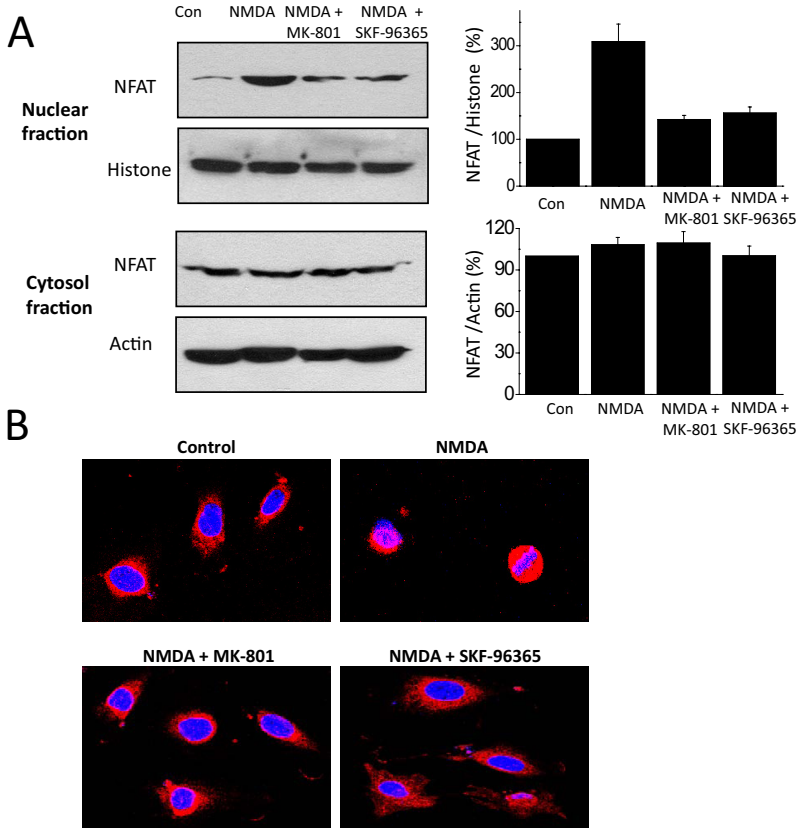 A
Con NMDA NMDA + NMDA +
MK-801 SKF-96365
Nuclear
fraction
NFAT
Histone
Cytosol
fraction
NFAT
Actin
NFAT /Histone (%)
300
200
100
0
Con NMDA NMDA + NMDA +
MK-801 SKF-96365
NFAT /Actin (%)
120
90
60
30
0
Con NMDA NMDA + NMDA +
MK-801 SKF-96365
B
Control NMDA
NMDA + MK-801 NMDA + SKF-96365